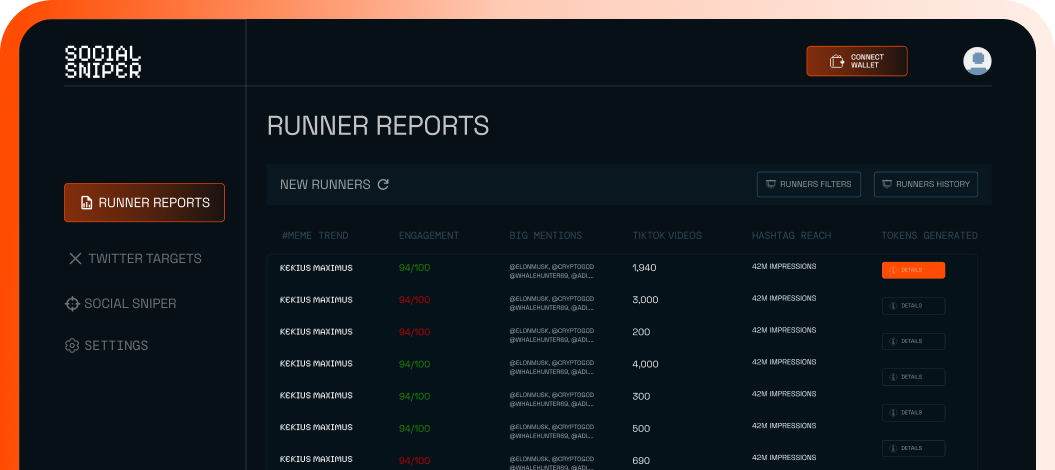 SOCIAL
SNIPER
CONNECT
WALLET
RUNNER REPORTS
RUNNER REPORTS
TWITTER TARGETS
SOCIAL SNIPER
SETTINGS
NEW RUNNERS
RUNNERS FILTERS
RUNNERS HISTORY
#MEME TREND ENGAGEMENT BIG MENTIONS TIKTOK VIDEOS HASHTAG REACH TOKENS GENERATED
KEKIUS MAXIMUS 94/100 @ELONMUSK, @CRYPTOGOD 1,940 42M IMPRESSIONS DETAILS
@WHALEHUNTER69, @ADI...
KEKIUS MAXIMUS 94/100 @ELONMUSK, @CRYPTOGOD 3,000 42M IMPRESSIONS DETAILS
@WHALEHUNTER69, @ADI...
KEKIUS MAXIMUS 94/100 @ELONMUSK, @CRYPTOGOD 200 42M IMPRESSIONS DETAILS
@WHALEHUNTER69, @ADI...
KEKIUS MAXIMUS 94/100 @ELONMUSK, @CRYPTOGOD 4,000 42M IMPRESSIONS DETAILS
@WHALEHUNTER69, @ADI...
KEKIUS MAXIMUS 94/100 @ELONMUSK, @CRYPTOGOD 300 42M IMPRESSIONS DETAILS
@WHALEHUNTER69, @ADI...
KEKIUS MAXIMUS 94/100 @ELONMUSK, @CRYPTOGOD 500 42M IMPRESSIONS DETAILS
@WHALEHUNTER69, @ADI...
KEKIUS MAXIMUS 94/100 @ELONMUSK, @CRYPTOGOD 690 42M IMPRESSIONS
@WHALEHUNTER69, @ADI...